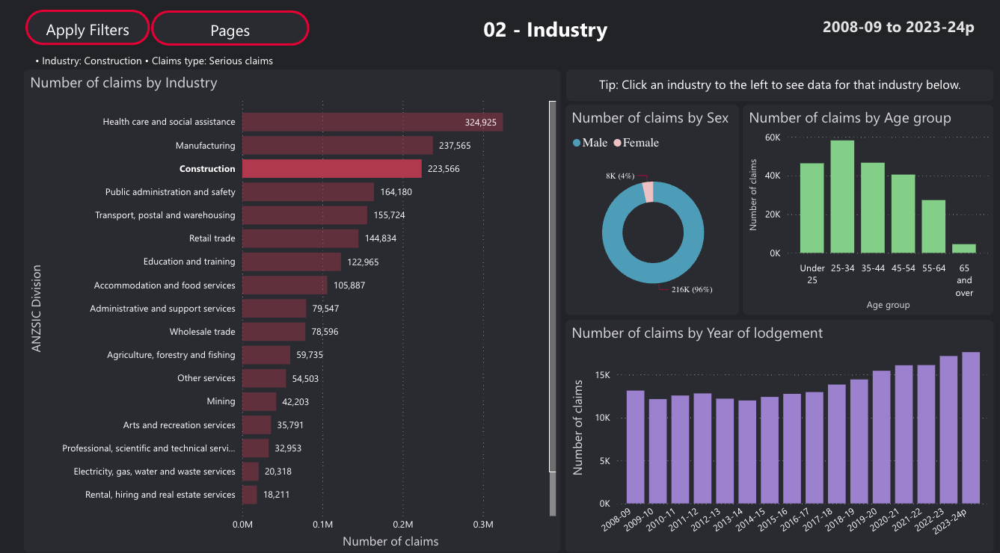 Apply Filters
Pages
02 - Industry
2008-09 to 2023-24p
• Industry: Construction • Claims type: Serious claims
Number of claims by Industry
ANZSIC Division
Health care and social assistance 324,925
Manufacturing 237,565
Construction 223,566
Public administration and safety 164,180
Transport, postal and warehousing 155,724
Retail trade 144,834
Education and training 122,965
Accommodation and food services 105,887
Administrative and support services 79,547
Wholesale trade 78,596
Agriculture, forestry and fishing 59,735
Other services 54,503
Mining 42,203
Arts and recreation services 35,791
Professional, scientific and technical servi... 32,953
Electricity, gas, water and waste services 20,318
Rental, hiring and real estate services 18,211
0.0M 0.1M 0.2M 0.3M
Number of claims
Tip: Click an industry to the left to see data for that industry below.
Number of claims by Sex
Male Female
8K (4%)
216K (96%)
Number of claims by Age group
Number of claims
60K
40K
20K
0K
Under 25-34 35-44 45-54 55-64 65
25 and
over
Age group
Number of claims by Year of lodgement
Number of claims
15K
10K
5K
0K
2008-09 2009-10 2010-11 2011-12 2012-13 2013-14 2014-15 2015-16 2016-17 2017-18 2018-19 2019-20 2020-21 2021-22 2022-23 2023-24p